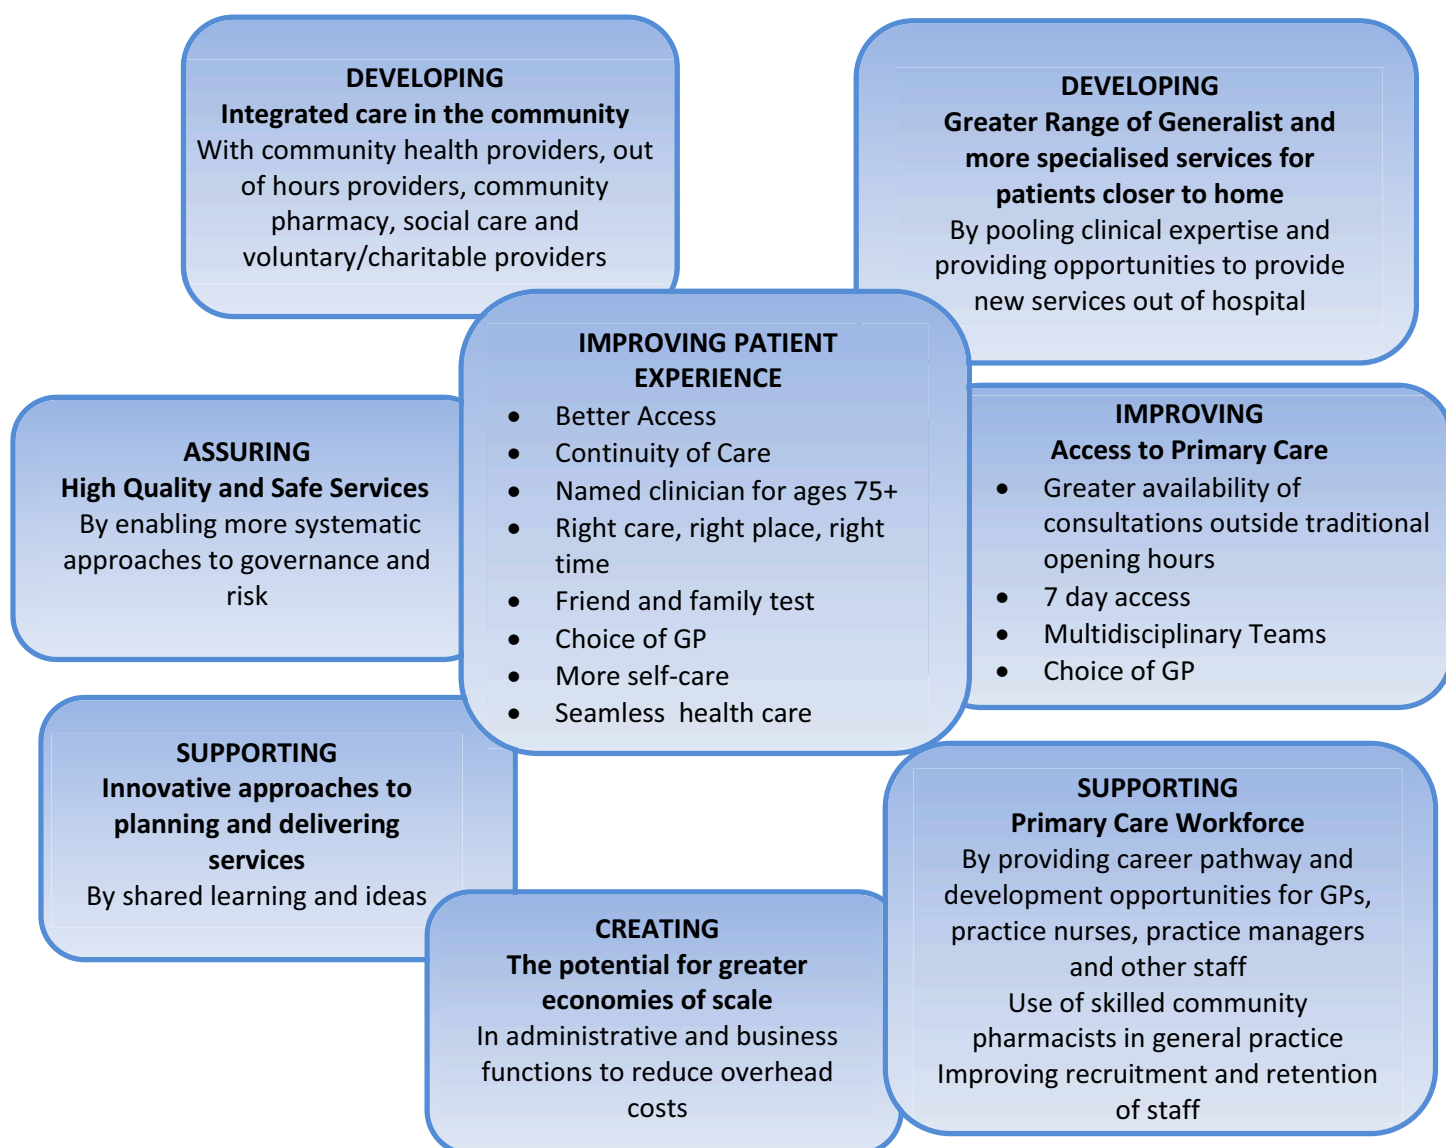 DEVELOPING
Integrated care in the community
With community health providers, out
of hours providers, community
pharmacy, social care and
voluntary/charitable providers
DEVELOPING
Greater Range of Generalist and
more specialised services for
patients closer to home
By pooling clinical expertise and
providing opportunities to provide
new services out of hospital
IMPROVING PATIENT
EXPERIENCE
• Better Access
• Continuity of Care
• Named clinician for ages 75+
• Right care, right place, right
time
• Friend and family test
• Choice of GP
• More self-care
• Seamless health care
ASSURING
High Quality and Safe Services
By enabling more systematic
approaches to governance and
risk
IMPROVING
Access to Primary Care
• Greater availability of
consultations outside traditional
opening hours
• 7 day access
• Multidisciplinary Teams
• Choice of GP
SUPPORTING
Innovative approaches to
planning and delivering
services
By shared learning and ideas
CREATING
The potential for greater
economies of scale
In administrative and business
functions to reduce overhead
costs
SUPPORTING
Primary Care Workforce
By providing career pathway and
development opportunities for GPs,
practice nurses, practice managers
and other staff
Use of skilled community
pharmacists in general practice
Improving recruitment and retention
of staff